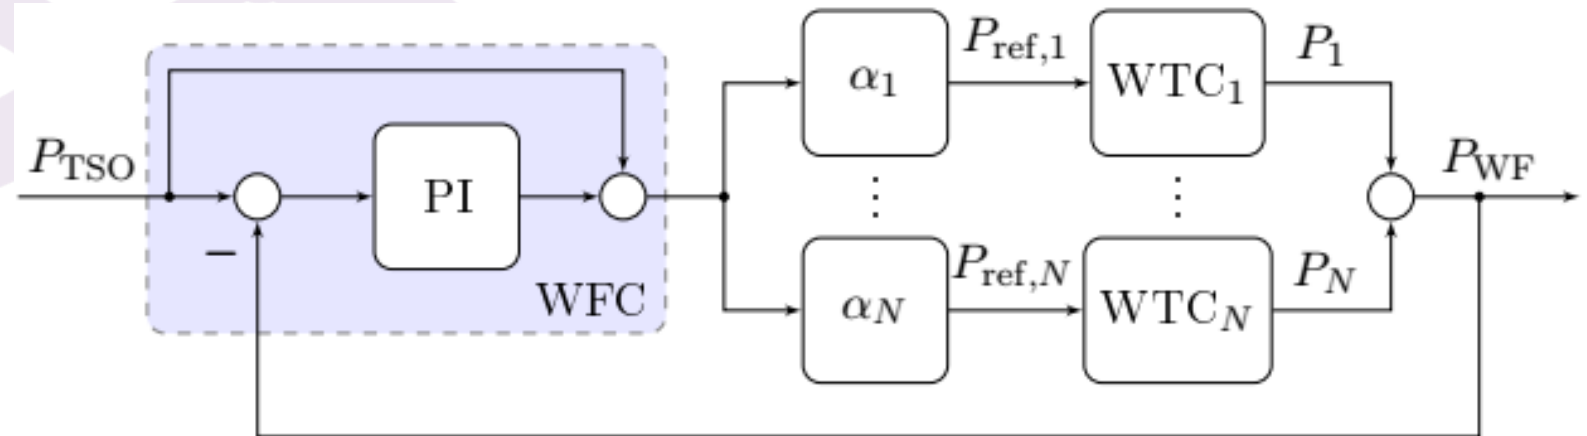 P_TSO
−
PI
WFC
α_1
P_ref,1
WTC_1
P_1
⋮
⋮
α_N
P_ref,N
WTC_N
P_N
P_WF